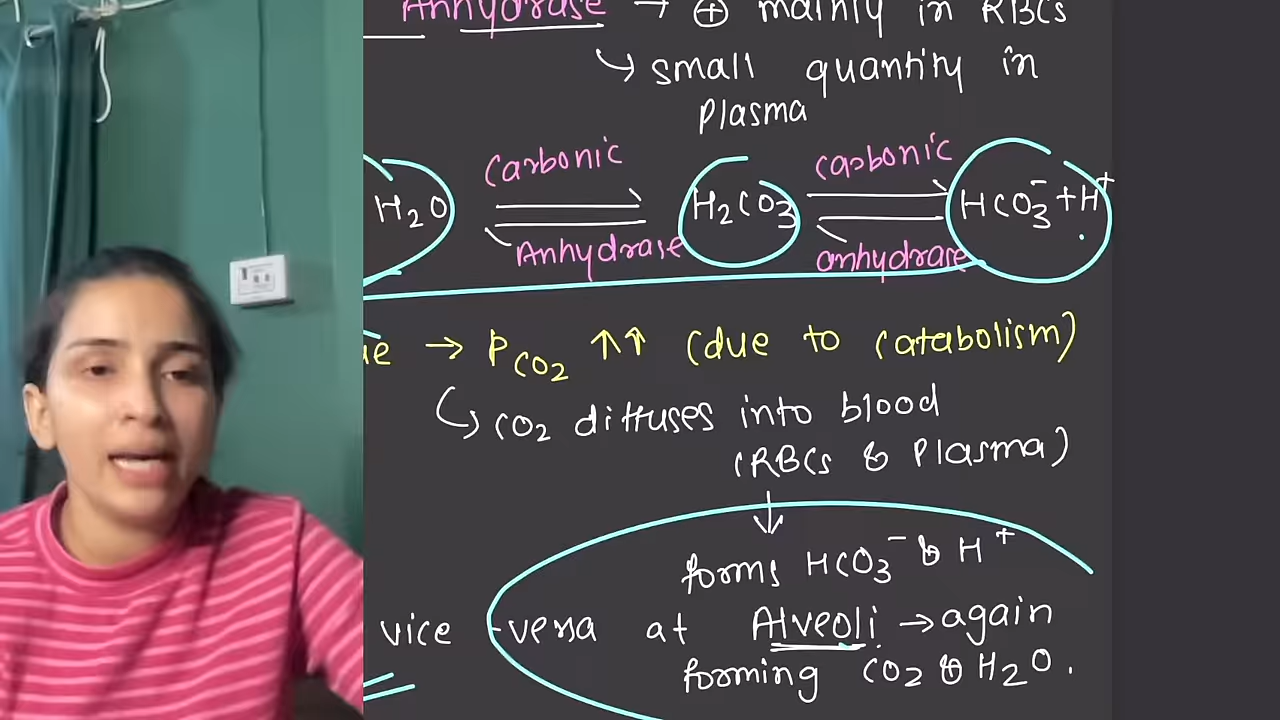 Anhydrase → ⊕ mainly in RBCs
↳ small quantity in
Plasma
Carbonic carbonic
H₂O ⇌ H₂CO₃ ⇌ HCO₃⁻ + H⁺
Anhydrase anhydrase
→ PCO₂ ↑↑ (due to catabolism)
↳ CO₂ diffuses into blood
(RBCs & Plasma)
↓
forms HCO₃⁻ & H⁺
vice -versa at Alveoli → again
forming CO₂ & H₂O.